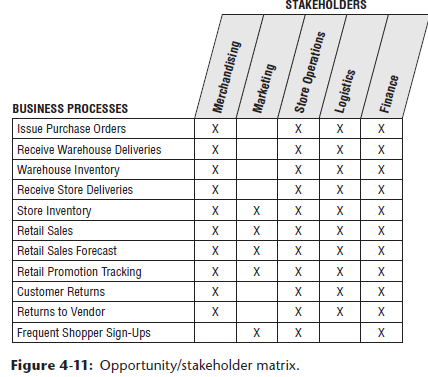 STAKEHOLDERS
BUSINESS PROCESSES Merchandising Marketing Store Operations Logistics Finance
Issue Purchase Orders X X X X
Receive Warehouse Deliveries X X X X
Warehouse Inventory X X X X
Receive Store Deliveries X X X X
Store Inventory X X X X X
Retail Sales X X X X X
Retail Sales Forecast X X X X X
Retail Promotion Tracking X X X X X
Customer Returns X X X X
Returns to Vendor X X X X
Frequent Shopper Sign-Ups X X X
Figure 4-11: Opportunity/stakeholder matrix.